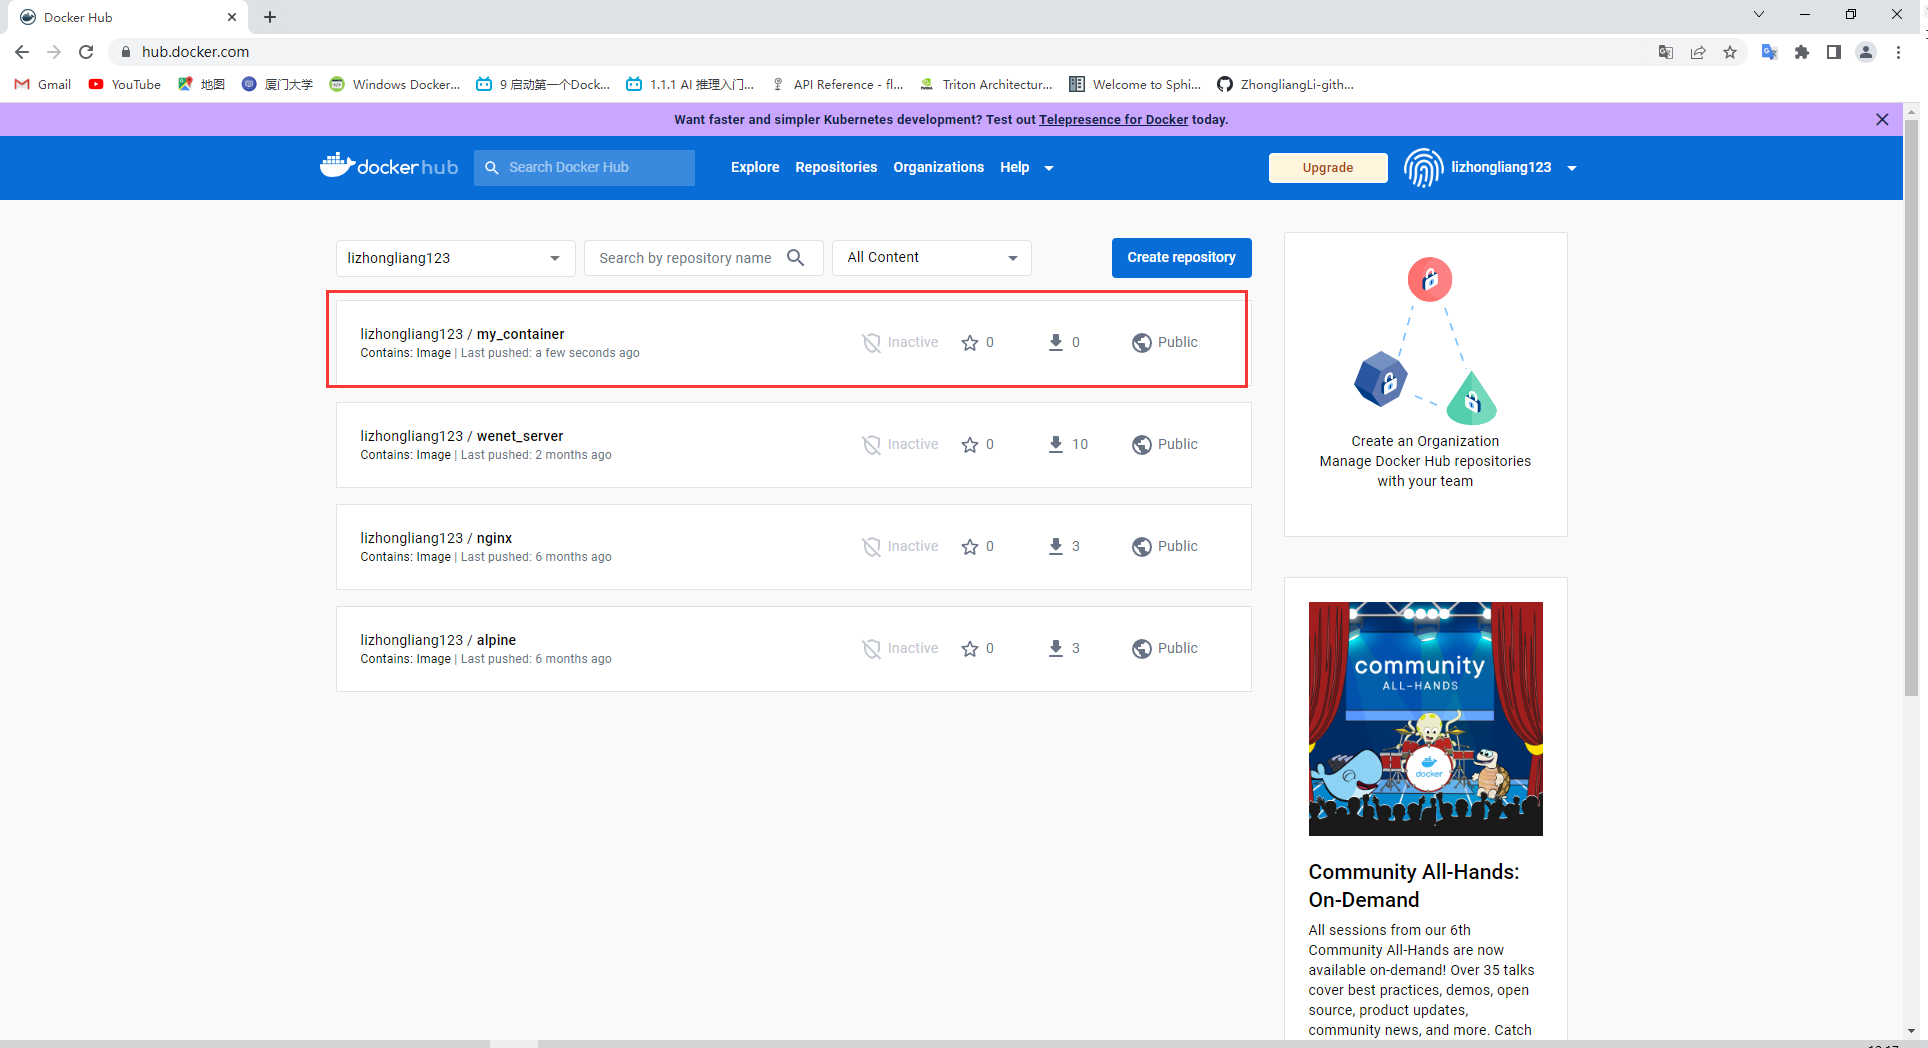 Docker Hub
hub.docker.com
Gmail
YouTube
地图
厦门大学
Windows Docker...
9 启动第一个Dock...
1.1.1 AI 推理入门...
API Reference - fl...
Triton Architectur...
Welcome to Sphi...
ZhongliangLi-gith...
Want faster and simpler Kubernetes development? Test out Telepresence for Docker today.
docker hub
Search Docker Hub
Explore
Repositories
Organizations
Help
Upgrade
lizhongliang123
lizhongliang123
Search by repository name
All Content
Create repository
lizhongliang123 / my_container
Contains: Image | Last pushed: a few seconds ago
Inactive
0
0
Public
lizhongliang123 / wenet_server
Contains: Image | Last pushed: 2 months ago
Inactive
0
10
Public
lizhongliang123 / nginx
Contains: Image | Last pushed: 6 months ago
Inactive
0
3
Public
lizhongliang123 / alpine
Contains: Image | Last pushed: 6 months ago
Inactive
0
3
Public
Create an Organization
Manage Docker Hub repositories
with your team
community
ALL-HANDS
docker
Community All-Hands:
On-Demand
All sessions from our 6th
Community All-Hands are now
available on-demand! Over 35 talks
cover best practices, demos, open
source, product updates,
community news, and more. Catch